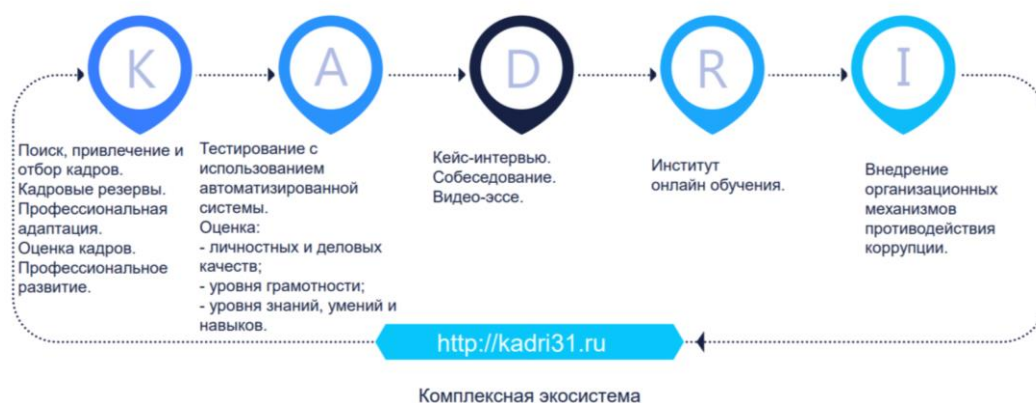 K
A
D
R
I
Поиск, привлечение и
отбор кадров.
Кадровые резервы.
Профессиональная
адаптация.
Оценка кадров.
Профессиональное
развитие.
Тестирование с
использованием
автоматизированной
системы.
Оценка:
- личностных и деловых
качеств;
- уровня грамотности;
- уровня знаний, умений и
навыков.
Кейс-интервью.
Собеседование.
Видео-эссе.
Институт
онлайн обучения.
Внедрение
организационных
механизмов
противодействия
коррупции.
http://kadri31.ru
Комплексная экосистема